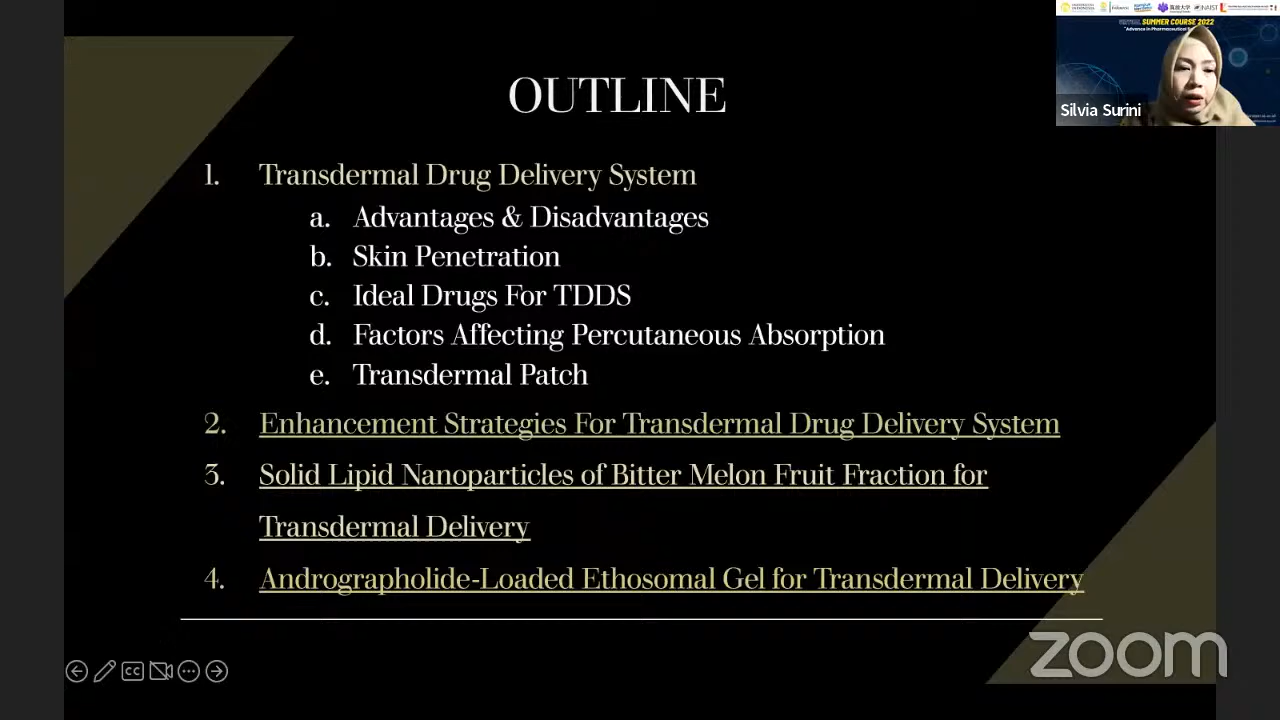 OUTLINE
1. Transdermal Drug Delivery System
a. Advantages & Disadvantages
b. Skin Penetration
c. Ideal Drugs For TDDS
d. Factors Affecting Percutaneous Absorption
e. Transdermal Patch
2. Enhancement Strategies For Transdermal Drug Delivery System
3. Solid Lipid Nanoparticles of Bitter Melon Fruit Fraction for
Transdermal Delivery
4. Andrographolide-Loaded Ethosomal Gel for Transdermal Delivery
NAIST
VIRTUAL SUMMER COURSE 2022
"Advance in Pharmaceutical
Silvia Surini
CC
zoom